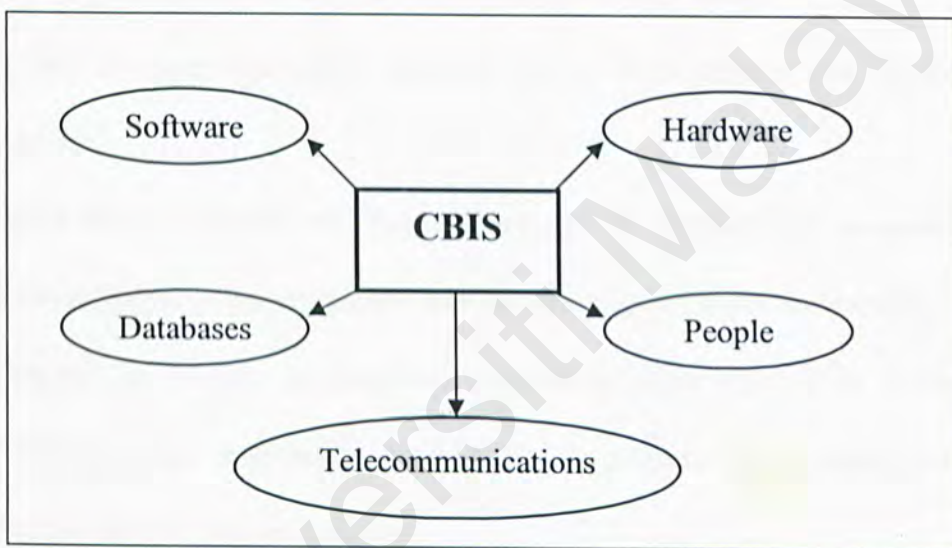 Software
Hardware
CBIS
Databases
People
Telecommunications